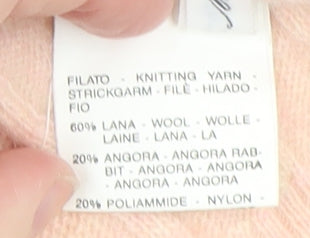 FILATO - KNITTING YARN -
STRICKGARM - FILÈ - HILADO -
FIO
60% LANA - WOOL - WOLLE -
LAINE - LANA - LA
20% ANGORA - ANGORA RAB-
BIT - ANGORA - ANGORA
- ANGORA - ANGORA
20% POLIAMMIDE - NYLON -